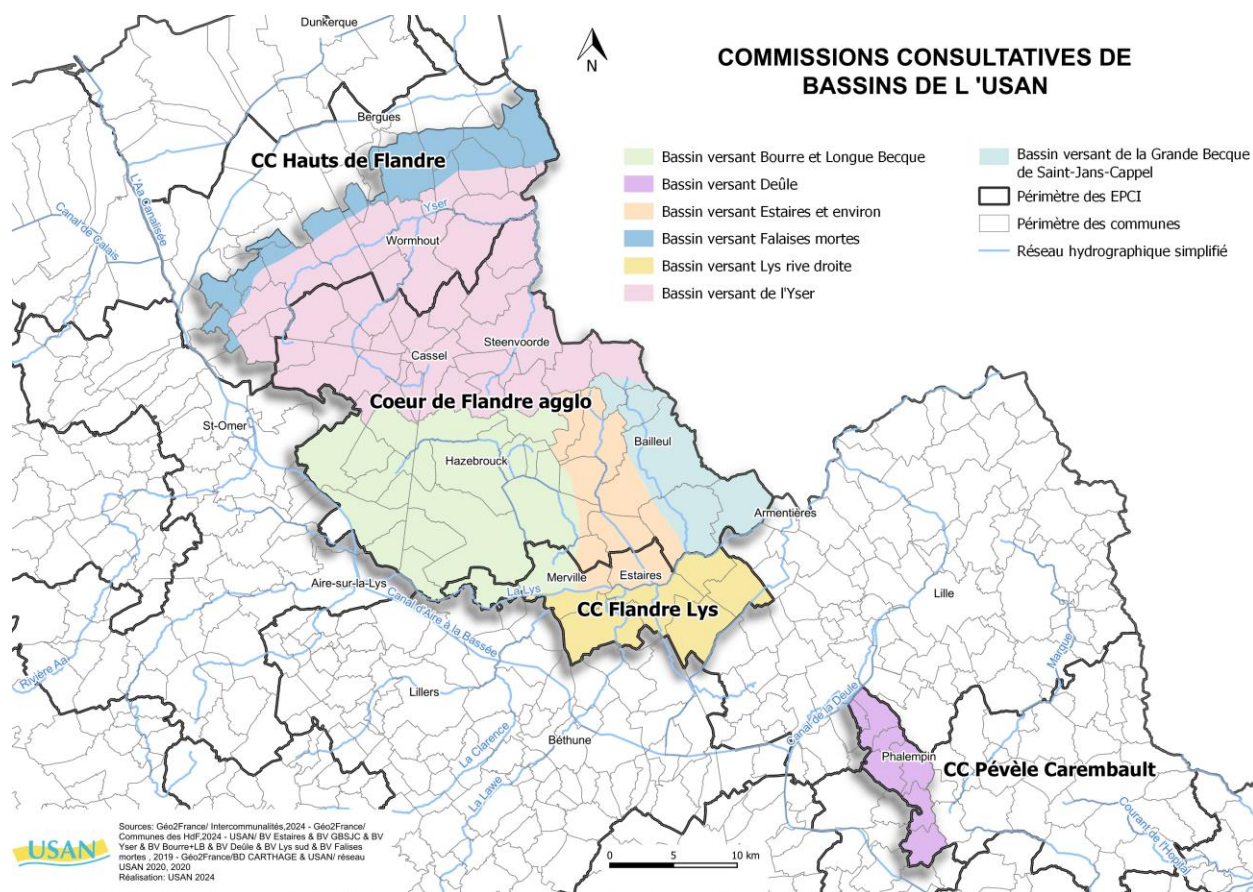 COMMISSIONS CONSULTATIVES DE
BASSINS DE L 'USAN
N
Bassin versant Bourre et Longue Becque
Bassin versant Deûle
Bassin versant Estaires et environ
Bassin versant Falaises mortes
Bassin versant Lys rive droite
Bassin versant de l'Yser
Bassin versant de la Grande Becque
de Saint-Jans-Cappel
Périmètre des EPCI
Périmètre des communes
Réseau hydrographique simplifié
Dunkerque
Bergues
CC Hauts de Flandre
L'Aa Canalisée
Canal de Calais
Yser
Wormhout
Cassel
Steenvoorde
Coeur de Flandre agglo
St-Omer
Bailleul
Hazebrouck
Armentières
Merville
Estaires
Aire-sur-la-Lys
La Lys
CC Flandre Lys
Lille
Canal d'Aire à la Bassée
Marque
Rivière Aa
Lillers
La Clarence
Béthune
La Lawe
Canal de la Deûle
Phalempin
CC Pévèle Carembault
Courant de l'Hopital
USAN
Sources: Géo2France/ Intercommunalités,2024 - Géo2France/
Communes des HdF,2024 - USAN/ BV Estaires & BV GBSJC & BV
Yser & BV Bourre+LB & BV Deûle & BV Lys sud & BV Falises
mortes , 2019 - Géo2France/BD CARTHAGE & USAN/ réseau
USAN 2020, 2020
Réalisation: USAN 2024
0 5 10 km